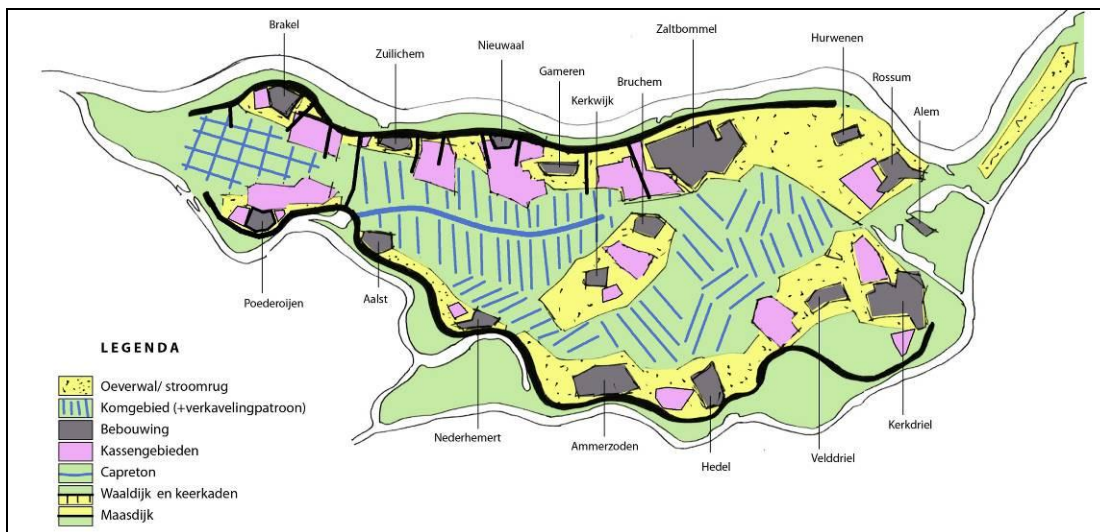 Brakel
Zuilichem
Nieuwaal
Gameren
Kerkwijk
Bruchem
Zaltbommel
Hurwenen
Rossum
Alem
Poederoijen
Aalst
Nederhemert
Ammerzoden
Hedel
Velddriel
Kerkdriel
LEGENDA
Oeverwal/ stroomrug
Komgebied (+verkavelingpatroon)
Bebouwing
Kassengebieden
Capreton
Waaldijk en keerkaden
Maasdijk